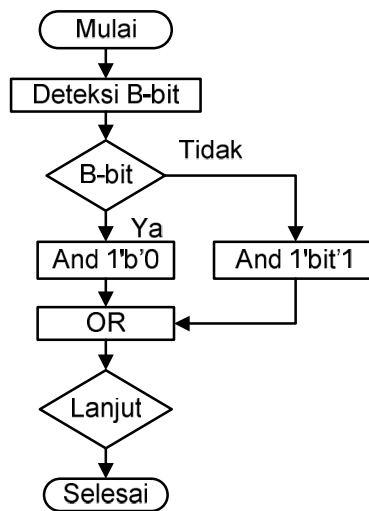 Mulai
Deteksi B-bit
Tidak
B-bit
Ya
And 1'b'0
And 1'bit'1
OR
Lanjut
Selesai